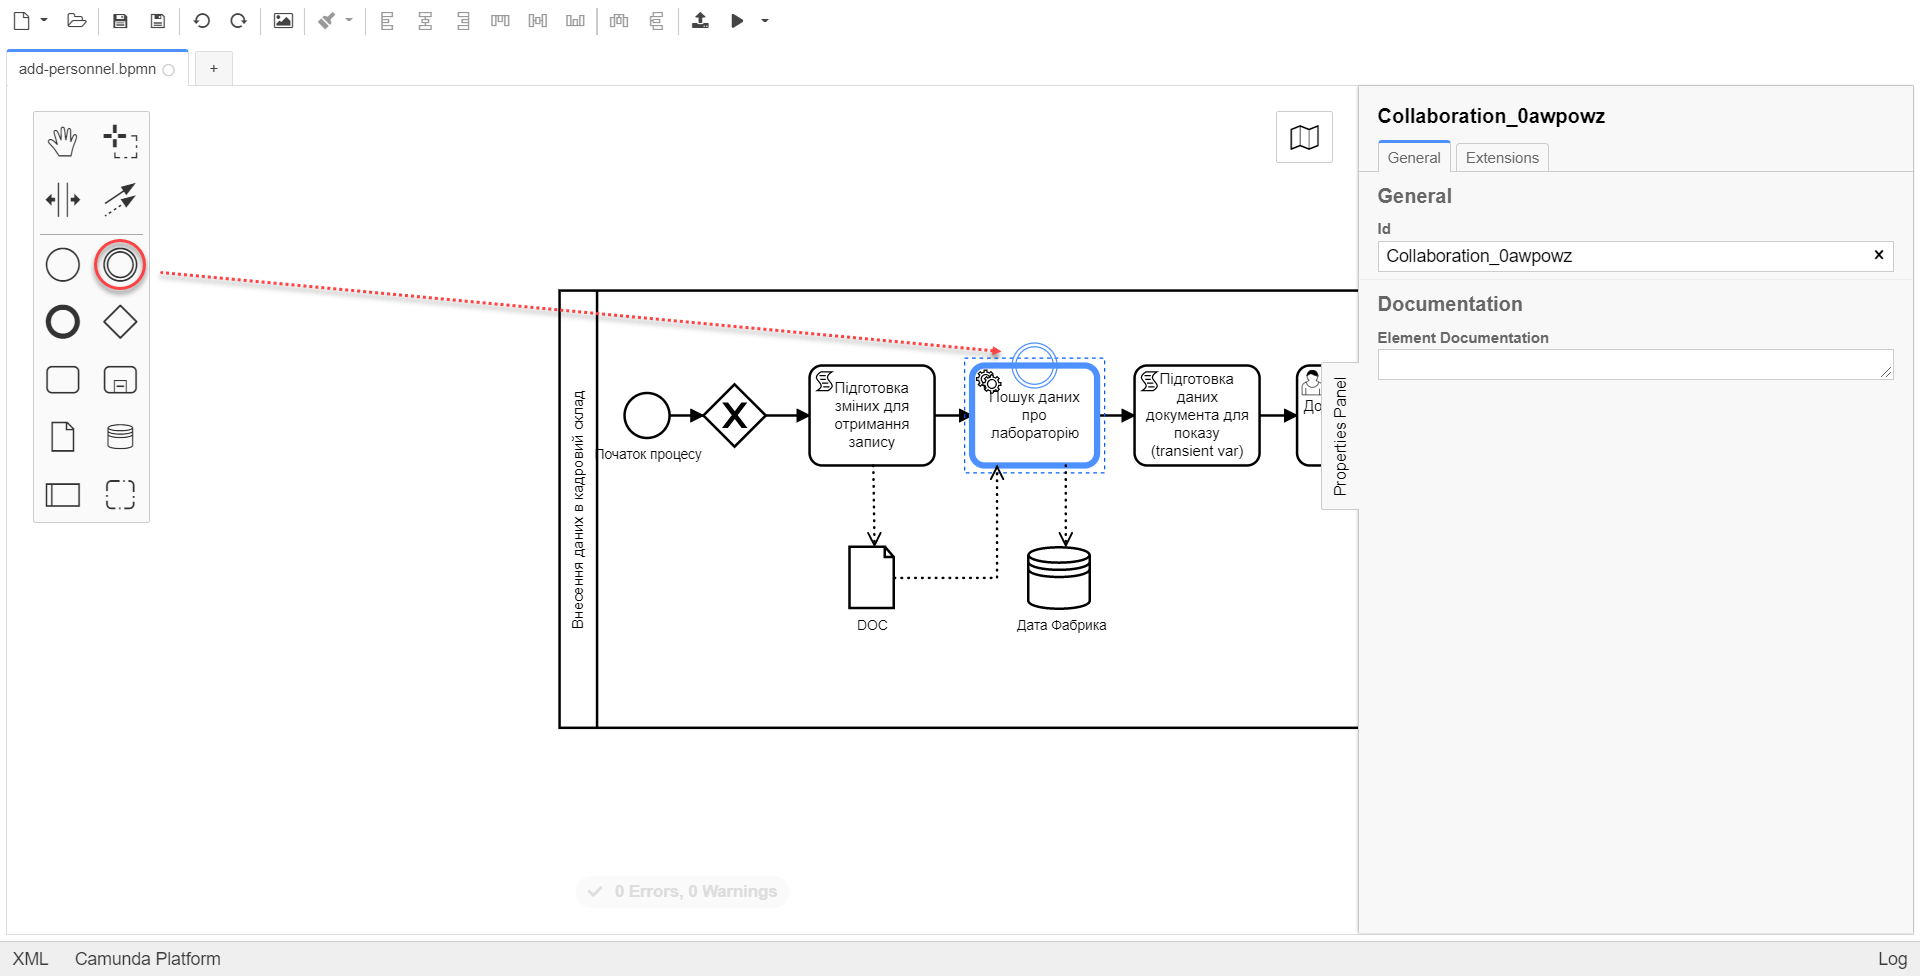 add-personnel.bpmn
+
Collaboration_0awpowz
General
Extensions
General
Id
Collaboration_0awpowz
Documentation
Element Documentation
Properties Panel
Внесення даних в кадровий склад
Початок процесу
X
Підготовка
зміних для
отримання
запису
Пошук даних
про
лабораторію
Підготовка
даних
документа для
показу
(transient var)
До
DOC
Дата Фабрика
0 Errors, 0 Warnings
XML
Camunda Platform
Log